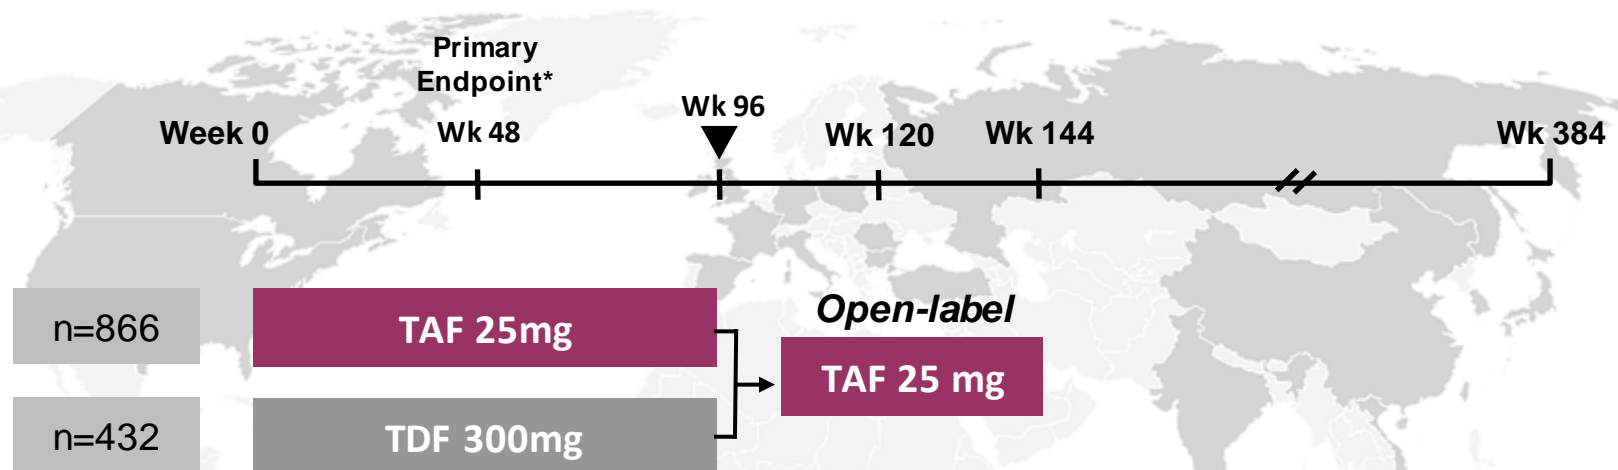 Primary
Endpoint*
Week 0
Wk 48
Wk 96
Wk 120
Wk 144
Wk 384
n=866
TAF 25mg
Open-label
TAF 25 mg
n=432
TDF 300mg